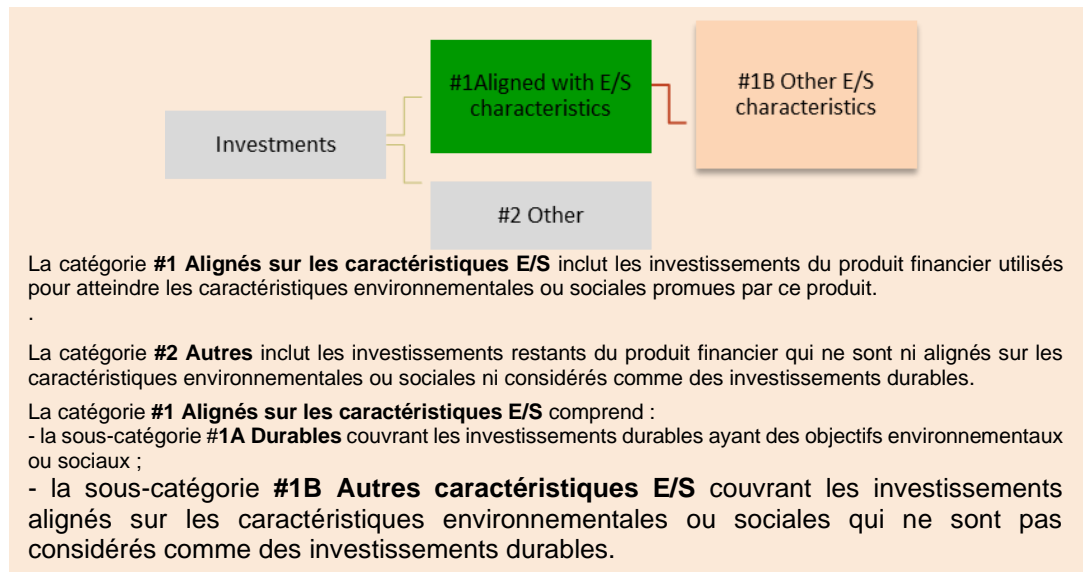 #1Aligned with E/S
characteristics
#1B Other E/S
characteristics
Investments
#2 Other
La catégorie #1 Alignés sur les caractéristiques E/S inclut les investissements du produit financier utilisés
pour atteindre les caractéristiques environnementales ou sociales promues par ce produit.
.
La catégorie #2 Autres inclut les investissements restants du produit financier qui ne sont ni alignés sur les
caractéristiques environnementales ou sociales ni considérés comme des investissements durables.
La catégorie #1 Alignés sur les caractéristiques E/S comprend :
- la sous-catégorie #1A Durables couvrant les investissements durables ayant des objectifs environnementaux
ou sociaux ;
- la sous-catégorie #1B Autres caractéristiques E/S couvrant les investissements
alignés sur les caractéristiques environnementales ou sociales qui ne sont pas
considérés comme des investissements durables.